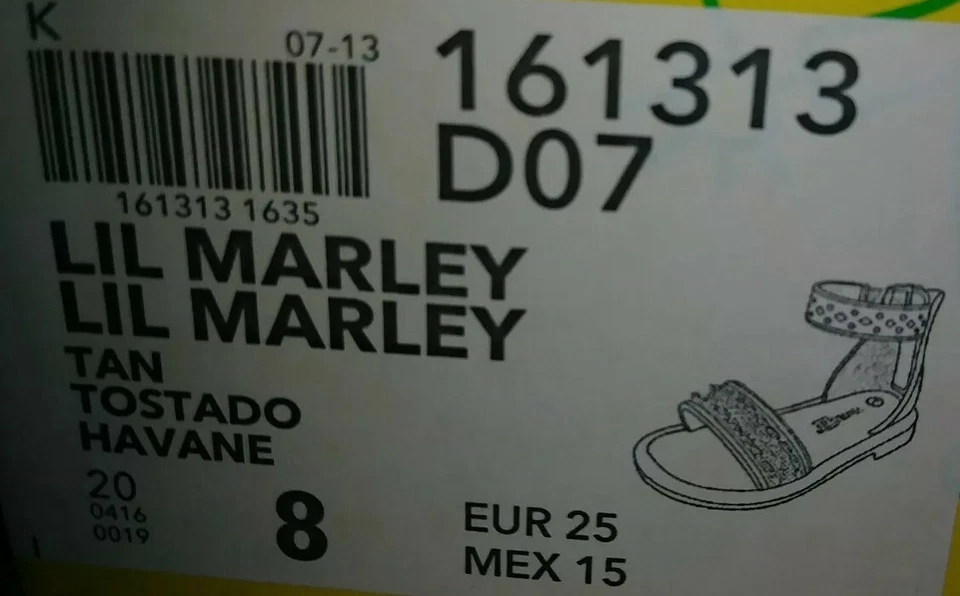 K
07-13
161313
D07
161313 1635
LIL MARLEY
LIL MARLEY
TAN
TOSTADO
HAVANE
20
0416
0019
8
EUR 25
MEX 15